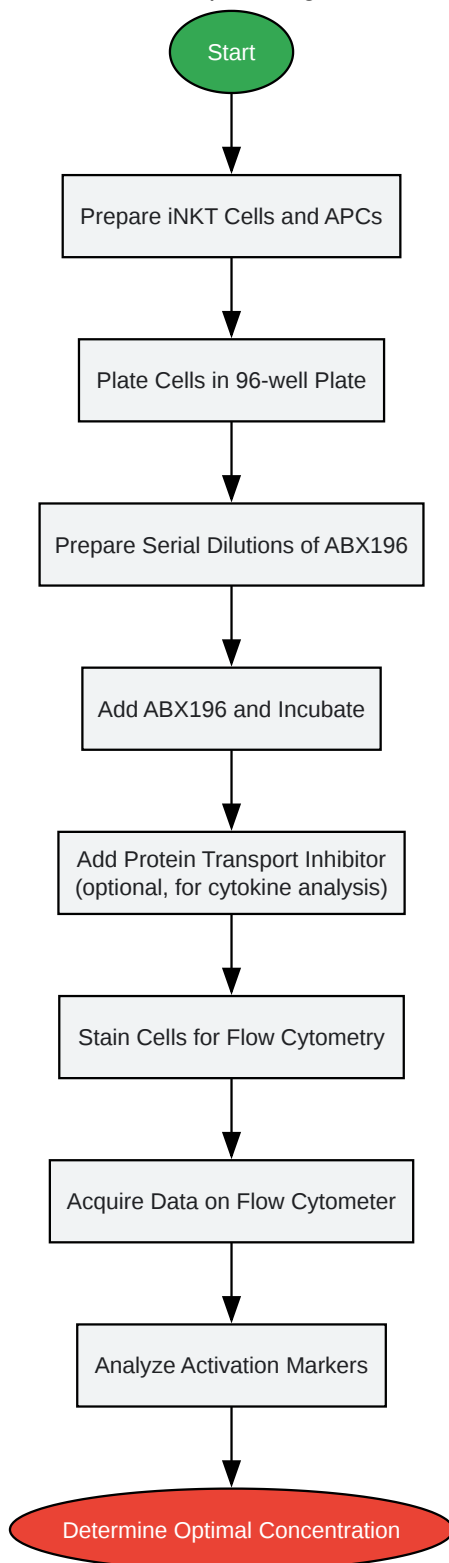 Start
Prepare iNKT Cells and APCs
Plate Cells in 96-well Plate
Prepare Serial Dilutions of ABX196
Add ABX196 and Incubate
Add Protein Transport Inhibitor
(optional, for cytokine analysis)
Stain Cells for Flow Cytometry
Acquire Data on Flow Cytometer
Analyze Activation Markers
Determine Optimal Concentration